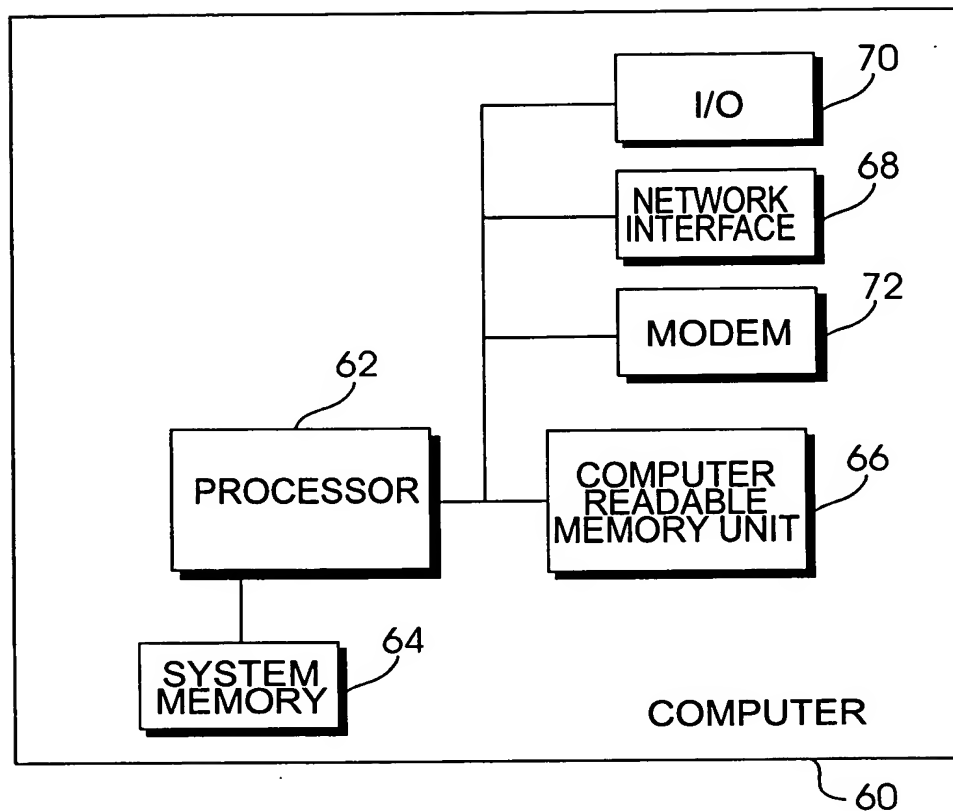 70
I/O
68
NETWORK
INTERFACE
72
MODEM
62
PROCESSOR
66
COMPUTER
READABLE
MEMORY UNIT
64
SYSTEM
MEMORY
COMPUTER
60